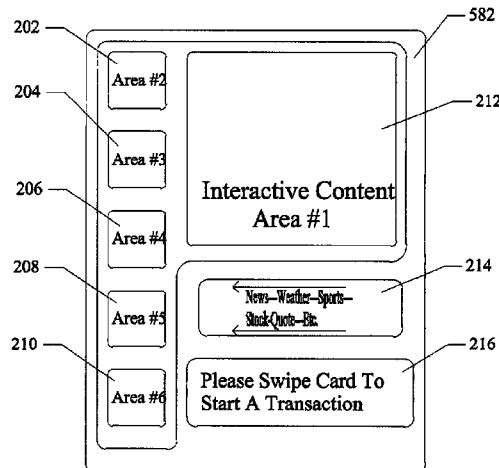 202
582
Area #2
204
212
Area #3
Interactive Content
Area #1
206
Area #4
208
214
News—Weather—Sports—
Stock-Quote—Etc.
Area #5
210
216
Please Swipe Card To
Start A Transaction
Area #6